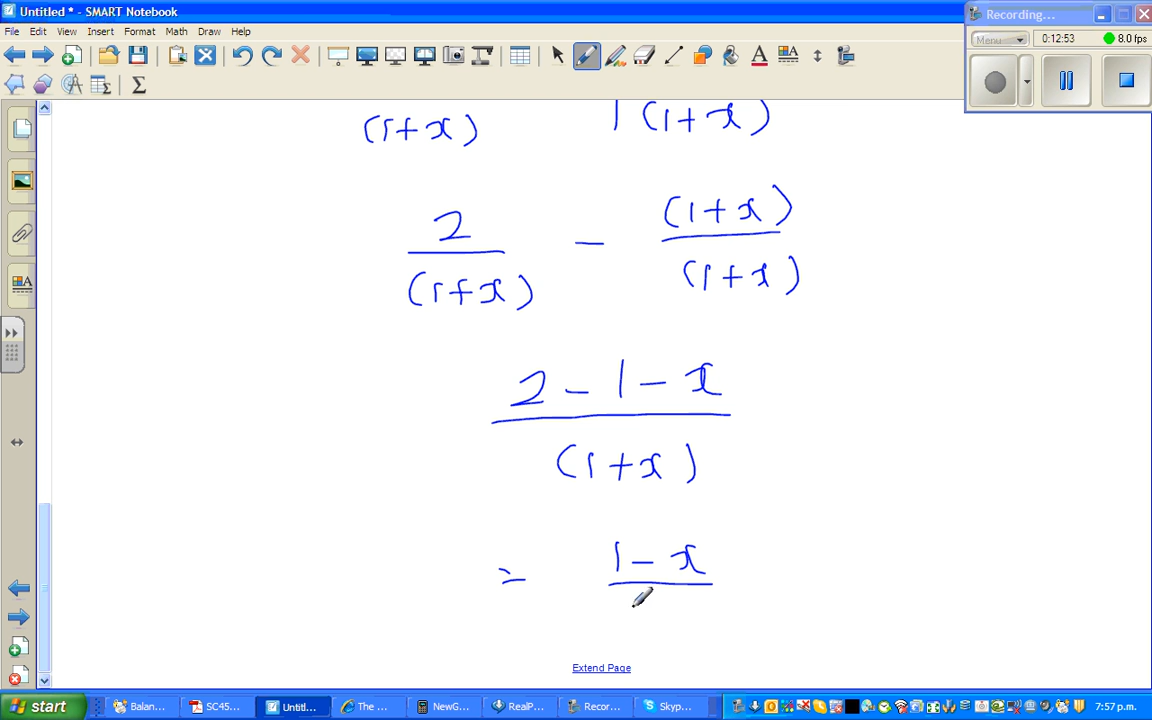 Untitled * - SMART Notebook
Recording...
File Edit View Insert Format Math Draw Help
Menu 0:12:53 8.0 fps
(1+x) 1(1+x)
2 (1+x)
—
(1+x) (1+x)
2 - 1 - x
(1+x)
= 1 - x
Extend Page
start Balan... SC45... Untitl... The ... NewG... RealP... Recor... Skyp... 7:57 p.m.